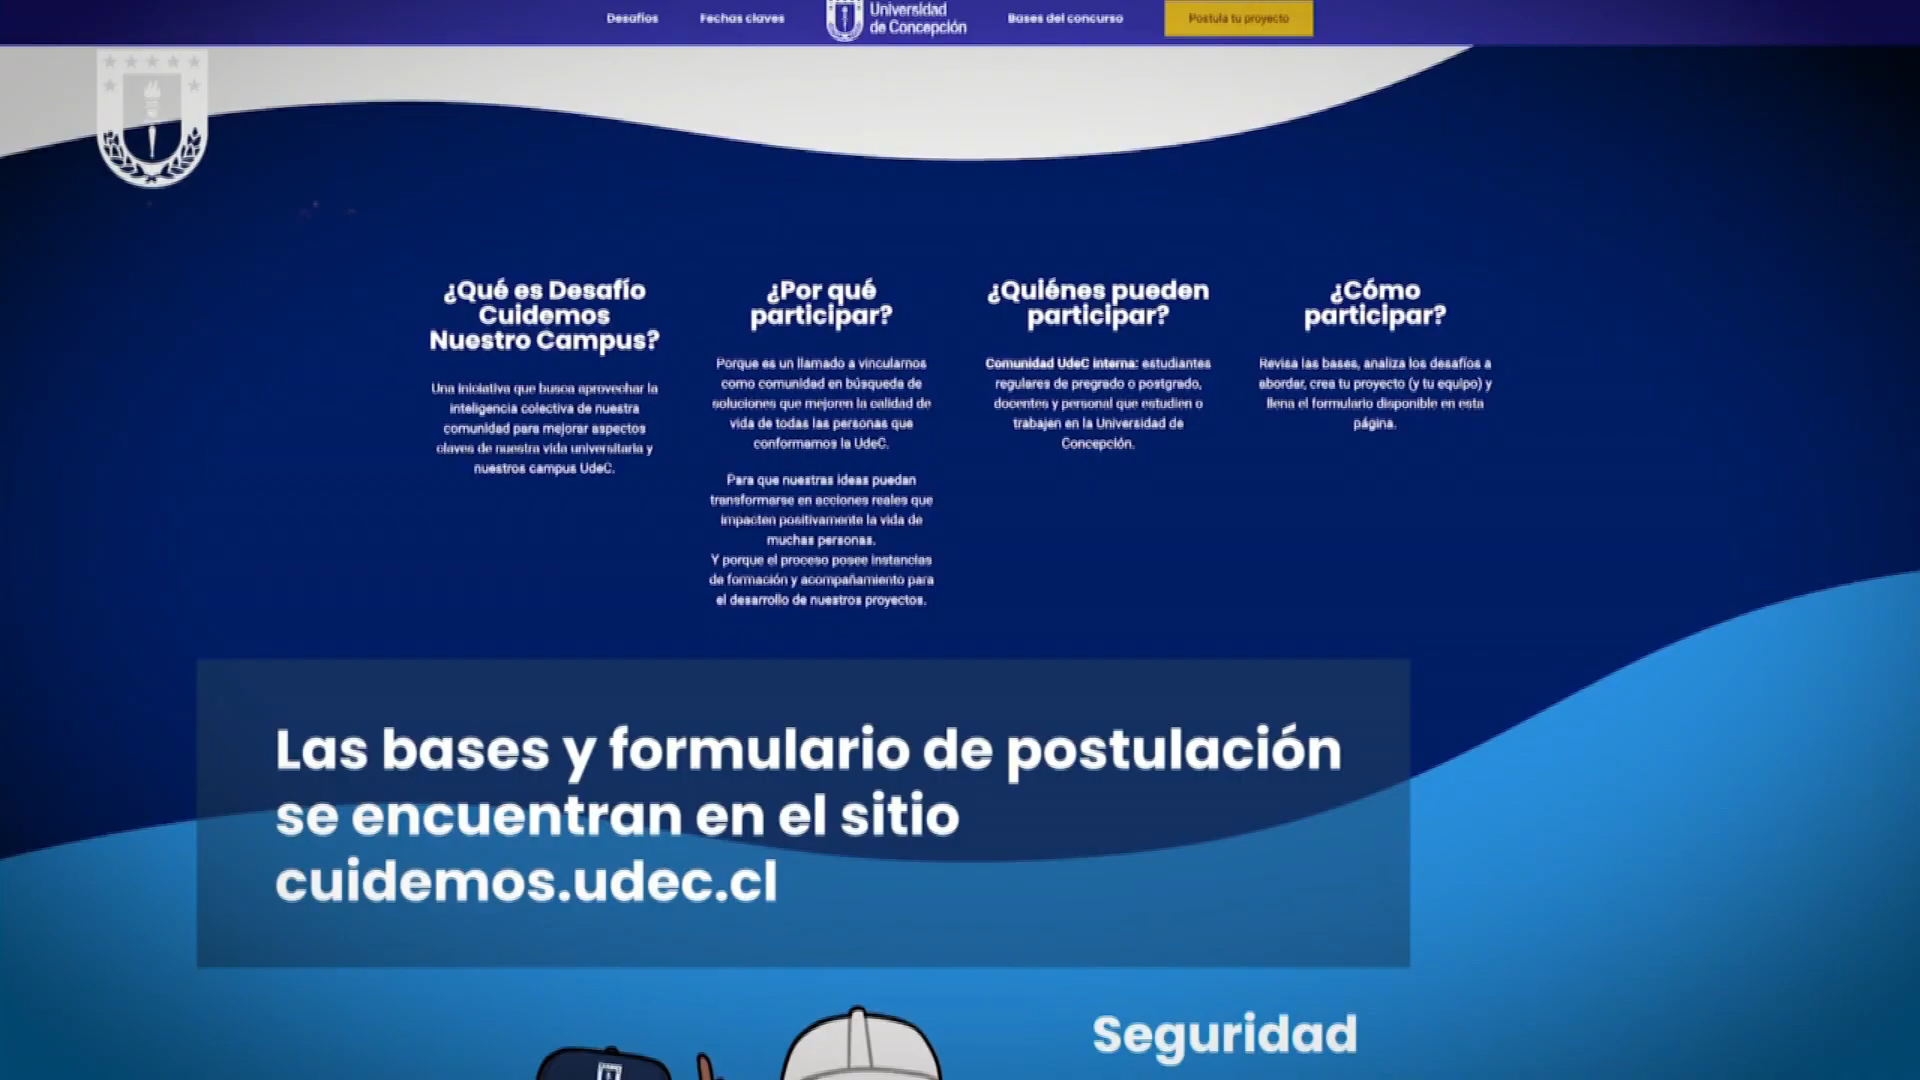 Desafíos
Fechas claves
Universidad
de Concepción
Bases del concurso
Postula tu proyecto
¿Qué es Desafío
Cuidemos
Nuestro Campus?
Una iniciativa que busca aprovechar la
inteligencia colectiva de nuestra
comunidad para mejorar aspectos
claves de nuestra vida universitaria y
nuestros campus UdeC.
¿Por qué
participar?
Porque es un llamado a vincularnos
como comunidad en búsqueda de
soluciones que mejoren la calidad de
vida de todas las personas que
conformamos la UdeC.
Para que nuestras ideas puedan
transformarse en acciones reales que
impacten positivamente la vida de
muchas personas.
Y porque el proceso posee instancias
de formación y acompañamiento para
el desarrollo de nuestros proyectos.
¿Quiénes pueden
participar?
Comunidad UdeC interna: estudiantes
regulares de pregrado o postgrado,
docentes y personal que estudien o
trabajen en la Universidad de
Concepción.
¿Cómo
participar?
Revisa las bases, analiza los desafíos a
abordar, crea tu proyecto (y tu equipo) y
llena el formulario disponible en esta
página.
Las bases y formulario de postulación
se encuentran en el sitio
cuidemos.udec.cl
Seguridad